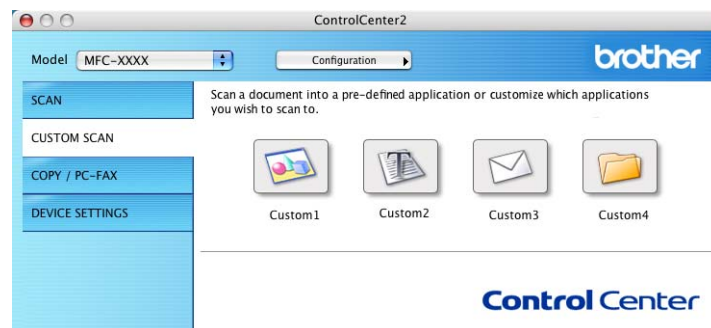 ControlCenter2
Model MFC-XXXX Configuration brother
SCAN
CUSTOM SCAN
COPY / PC-FAX
DEVICE SETTINGS
Scan a document into a pre-defined application or customize which applications
you wish to scan to.
Custom1 Custom2 Custom3 Custom4
Control Center